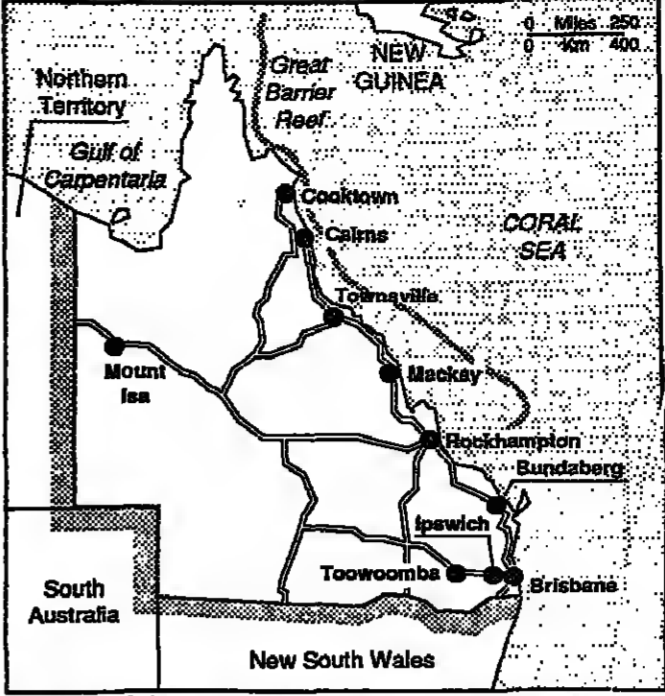 0 Miles 250
0 Km 400
NEW
GUINEA
Great
Barrier
Reef
Northern
Territory
Gulf of
Carpentaria
Cooktown
CORAL
SEA
Cairns
Townsville
Mount
Isa
Mackay
Rockhampton
Bundaberg
Ipswich
Toowoomba
Brisbane
South
Australia
New South Wales